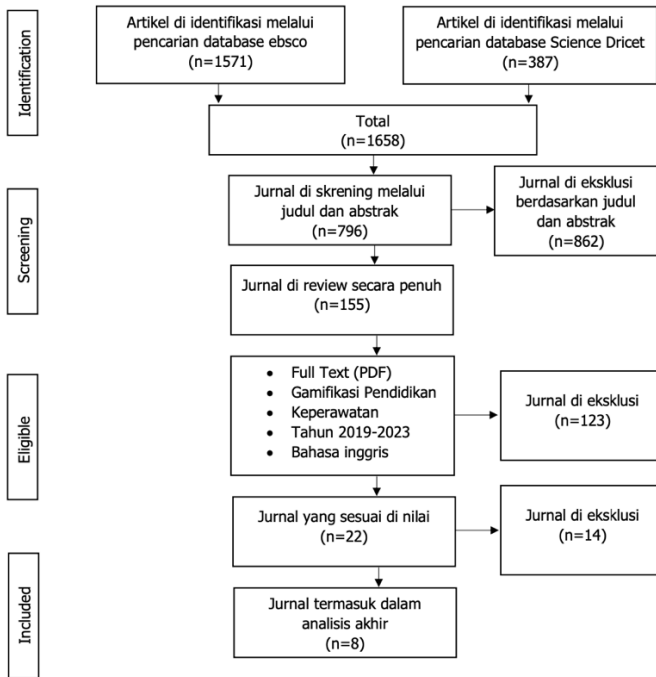 Identification
Artikel di identifikasi melalui
pencarian database ebsco
(n=1571)
Artikel di identifikasi melalui
pencarian database Science Dricet
(n=387)
Total
(n=1658)
Screening
Jurnal di skrening melalui
judul dan abstrak
(n=796)
Jurnal di eksklusi
berdasarkan judul
dan abstrak
(n=862)
Jurnal di review secara penuh
(n=155)
Eligible
• Full Text (PDF)
• Gamifikasi Pendidikan
• Keperawatan
• Tahun 2019-2023
• Bahasa inggris
Jurnal di eksklusi
(n=123)
Jurnal yang sesuai di nilai
(n=22)
Jurnal di eksklusi
(n=14)
Included
Jurnal termasuk dalam
analisis akhir
(n=8)